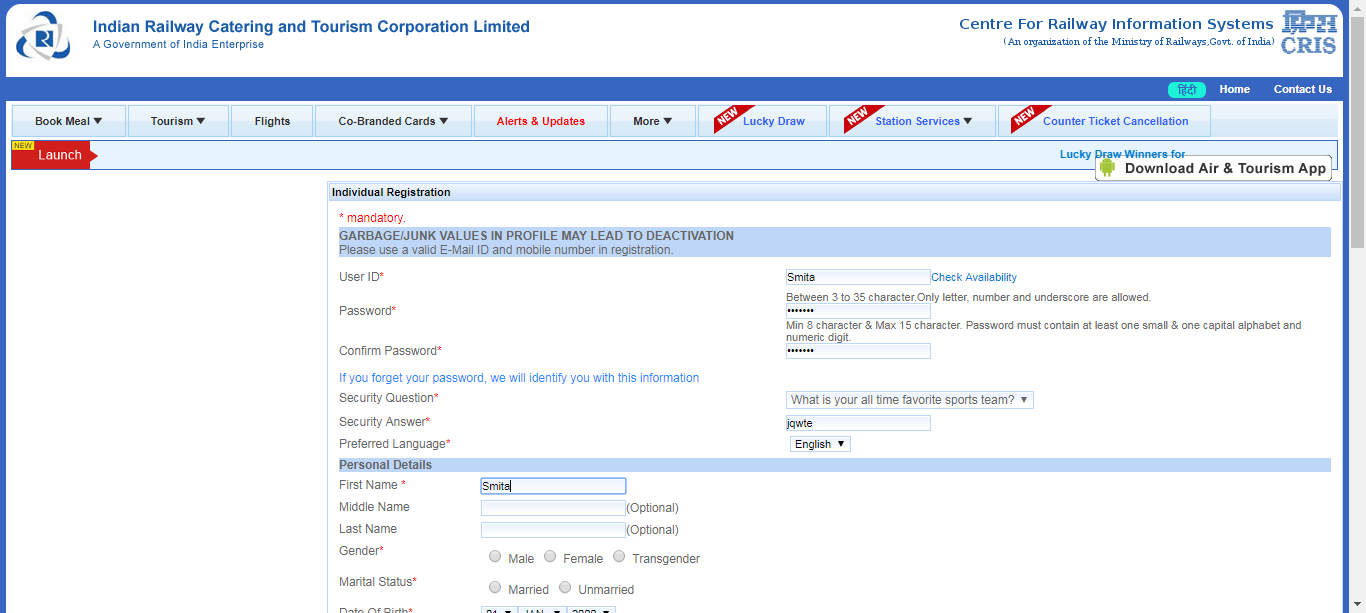 Indian Railway Catering and Tourism Corporation Limited
A Government of India Enterprise
Centre For Railway Information Systems
(An organization of the Ministry of Railways,Govt. of India)
क्रिस
CRIS
हिंदी Home Contact Us
Book Meal Tourism Flights Co-Branded Cards Alerts & Updates More NEW Lucky Draw NEW Station Services NEW Counter Ticket Cancellation
NEW
Launch
Lucky Draw Winners for
Download Air & Tourism App
Individual Registration
* mandatory.
GARBAGE/JUNK VALUES IN PROFILE MAY LEAD TO DEACTIVATION
Please use a valid E-Mail ID and mobile number in registration.
User ID* Smita Check Availability
Between 3 to 35 character.Only letter, number and underscore are allowed.
Password* •••••••
Min 8 character & Max 15 character. Password must contain at least one small & one capital alphabet and
numeric digit.
Confirm Password* •••••••
If you forget your password, we will identify you with this information
Security Question* What is your all time favorite sports team?
Security Answer* jqwte
Preferred Language* English
Personal Details
First Name * Smita
Middle Name (Optional)
Last Name (Optional)
Gender* Male Female Transgender
Marital Status* Married Unmarried
Date Of Birth* 01 JAN